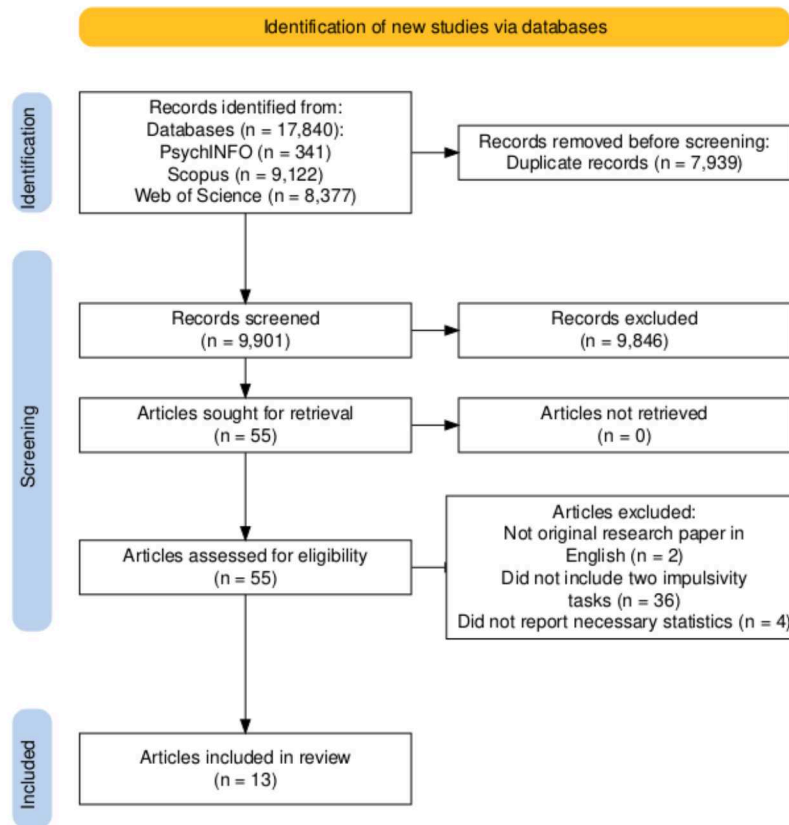 Identification of new studies via databases
Identification
Records identified from:
Databases (n = 17,840):
PsychINFO (n = 341)
Scopus (n = 9,122)
Web of Science (n = 8,377)
Records removed before screening:
Duplicate records (n = 7,939)
Screening
Records screened
(n = 9,901)
Records excluded
(n = 9,846)
Articles sought for retrieval
(n = 55)
Articles not retrieved
(n = 0)
Articles assessed for eligibility
(n = 55)
Articles excluded:
Not original research paper in
English (n = 2)
Did not include two impulsivity
tasks (n = 36)
Did not report necessary statistics (n = 4)
Included
Articles included in review
(n = 13)